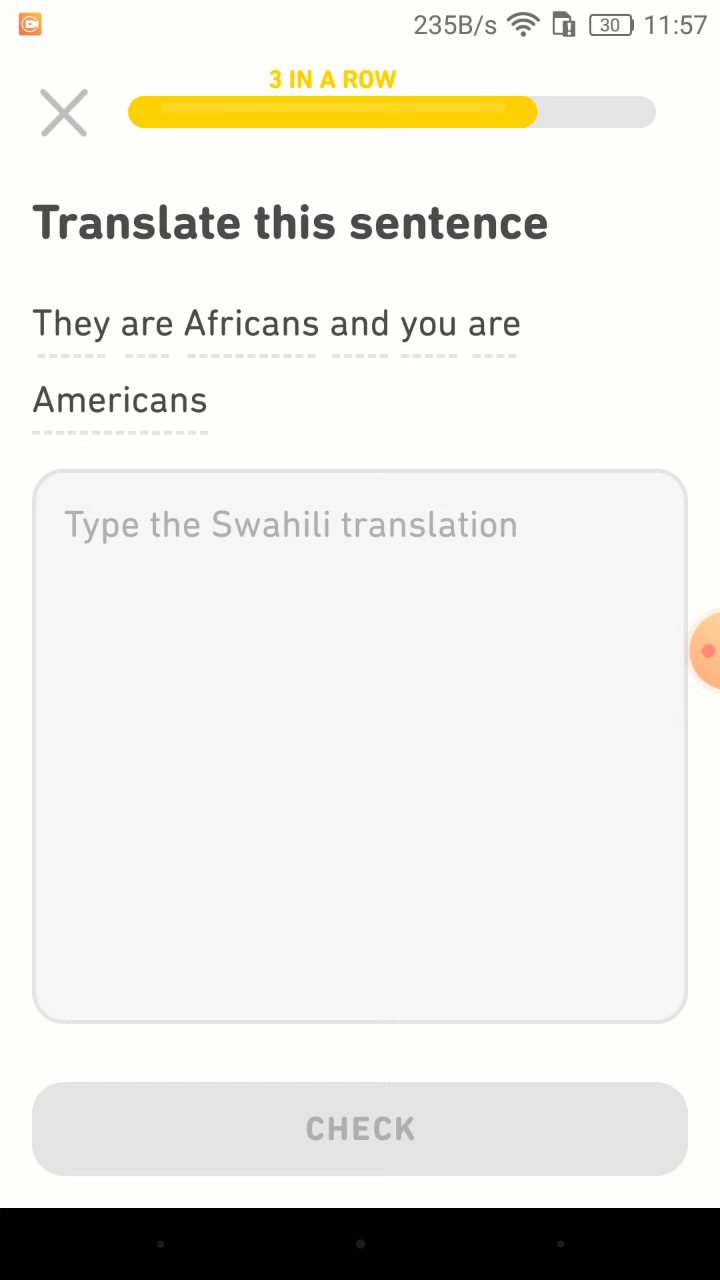 235B/s 30 11:57
3 IN A ROW
Translate this sentence
They are Africans and you are
Americans
Type the Swahili translation
CHECK